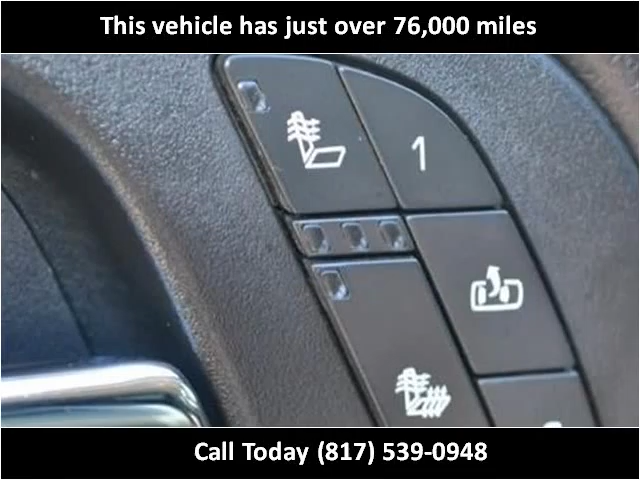 This vehicle has just over 76,000 miles
1
Call Today (817) 539-0948